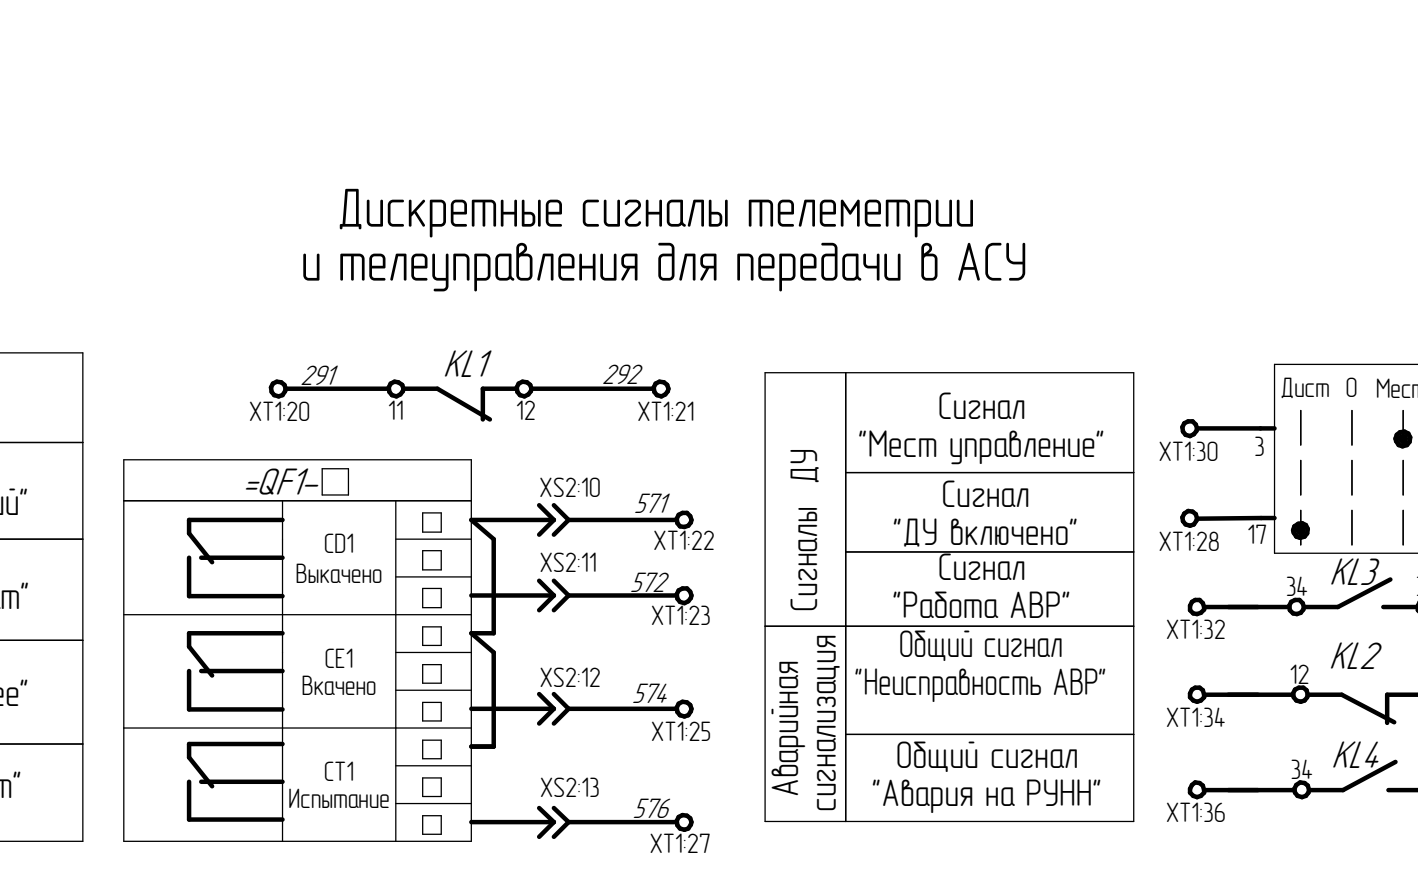 Дискретные сигналы телеметрии
и телеуправления для передачи в АСУ
291
KL1
292
XT1:20
11
12
XT1:21
=QF1-
CD1
Выкачено
CE1
Вкачено
CT1
Испытание
XS2:10
571
XT1:22
XS2:11
572
XT1:23
XS2:12
574
XT1:25
XS2:13
576
XT1:27
Сигналы ДУ
Сигнал
"Мест управление"
Сигнал
"ДУ включено"
Сигнал
"Работа АВР"
Аварийная
сигнализация
Общий сигнал
"Неисправность АВР"
Общий сигнал
"Авария на РУНН"
Дист 0 Мест
XT1:30
3
XT1:28
17
34
KL3
XT1:32
12
KL2
XT1:34
34
KL4
XT1:36